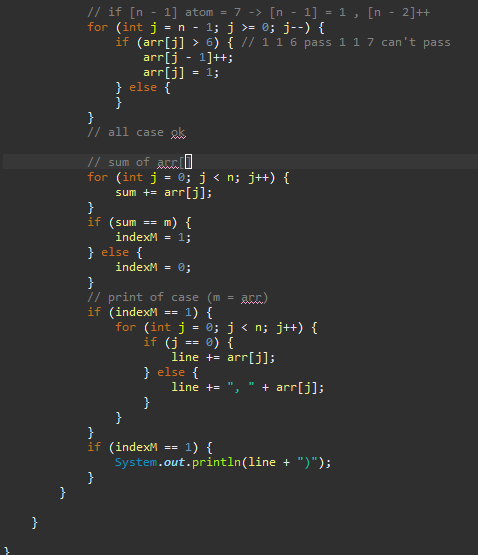 // if [n - 1] atom = 7 -> [n - 1] = 1 , [n - 2]++
for (int j = n - 1; j >= 0; j--) {
if (arr[j] > 6) { // 1 1 6 pass 1 1 7 can't pass
arr[j - 1]++;
arr[j] = 1;
} else {
}
}
// all case ok
// sum of arr[]
for (int j = 0; j < n; j++) {
sum += arr[j];
}
if (sum == m) {
indexM = 1;
} else {
indexM = 0;
}
// print of case (m = arr)
if (indexM == 1) {
for (int j = 0; j < n; j++) {
if (j == 0) {
line += arr[j];
} else {
line += ", " + arr[j];
}
}
}
if (indexM == 1) {
System.out.println(line + ")");
}
}
}
}